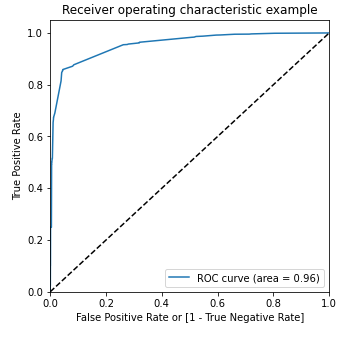 Receiver operating characteristic example
1.0
0.8
0.6
0.4
0.2
0.0
True Positive Rate
ROC curve (area = 0.96)
0.0 0.2 0.4 0.6 0.8 1.0
False Positive Rate or [1 - True Negative Rate]